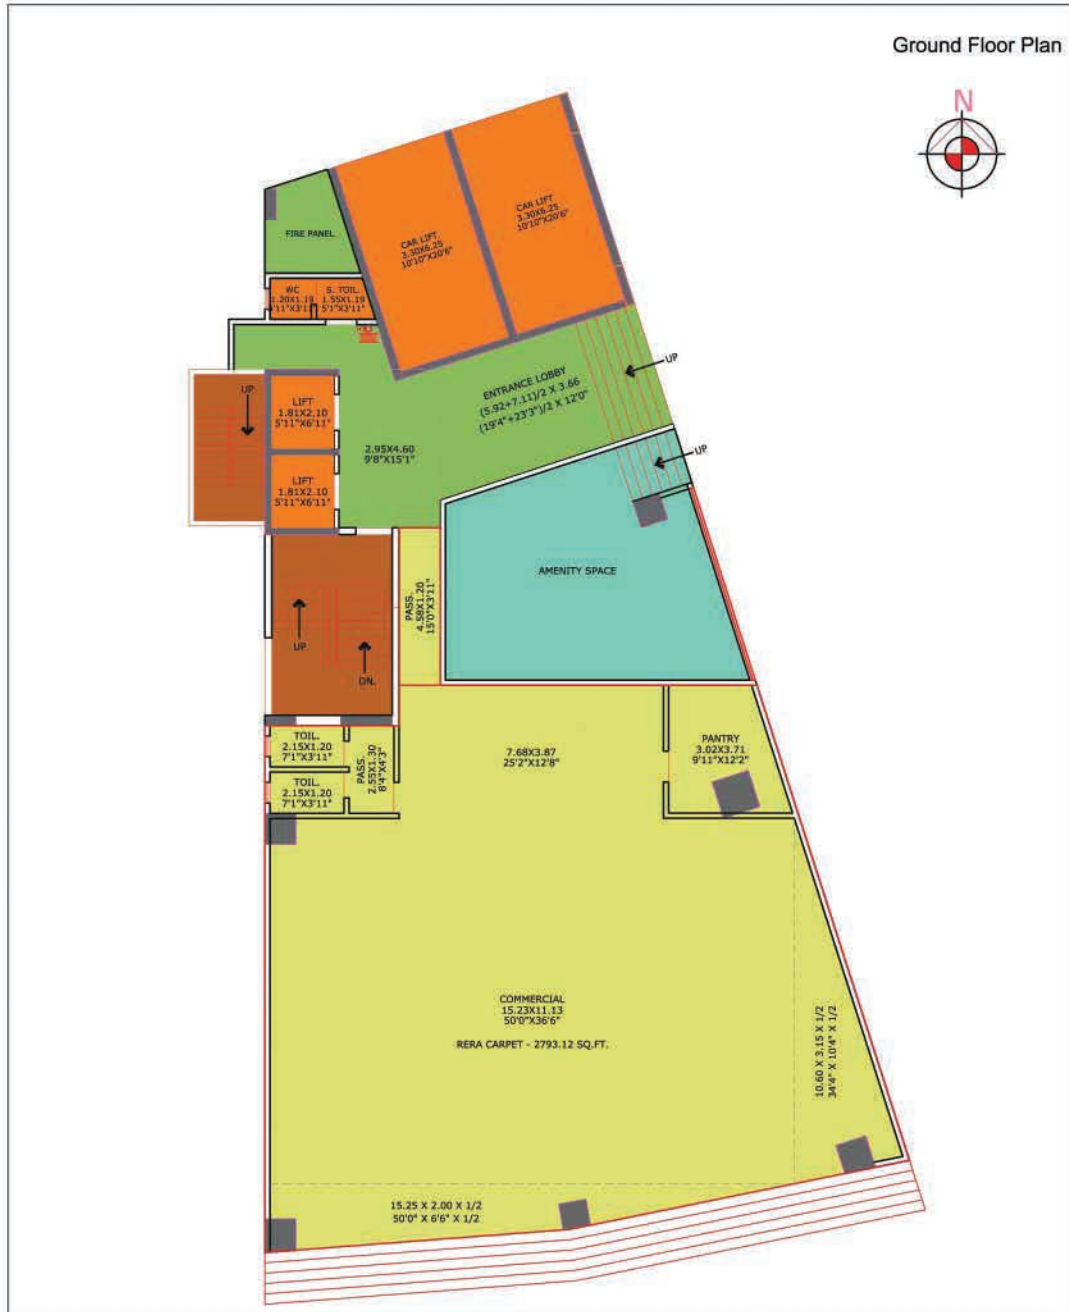 Ground Floor Plan
N
CAR LIFT
3.30X6.25
10'10"X20'6"
CAR LIFT.
3.30X6.25
10'10"X20'6"
FIRE PANEL
WC
1.20X1.19
S. TOIL.
1.55X1.19
5'1"X3'11"
UP
ENTRANCE LOBBY
(5.92+7.11)/2 X 3.66
(19'4"+23'3")/2 X 12'0"
UP
LIFT
1.81X2.10
5'11"X6'11"
2.95X4.60
9'8"X15'1"
UP
LIFT
1.81X2.10
5'11"X6'11"
AMENITY SPACE
PASS.
4.58X1.20
15'0"X3'11"
UP
DN.
TOIL.
2.15X1.20
7'1"X3'11"
PASS.
2.55X1.30
8'4"X4'3"
7.68X3.87
25'2"X12'8"
PANTRY
3.02X3.71
9'11"X12'2"
TOIL.
2.15X1.20
7'1"X3'11"
COMMERCIAL
15.23X11.13
50'0"X36'6"
RERA CARPET - 2793.12 SQ.FT.
10.60 X 3.15 X 1/2
34'4" X 10'4" X 1/2
15.25 X 2.00 X 1/2
50'0" X 6'6" X 1/2